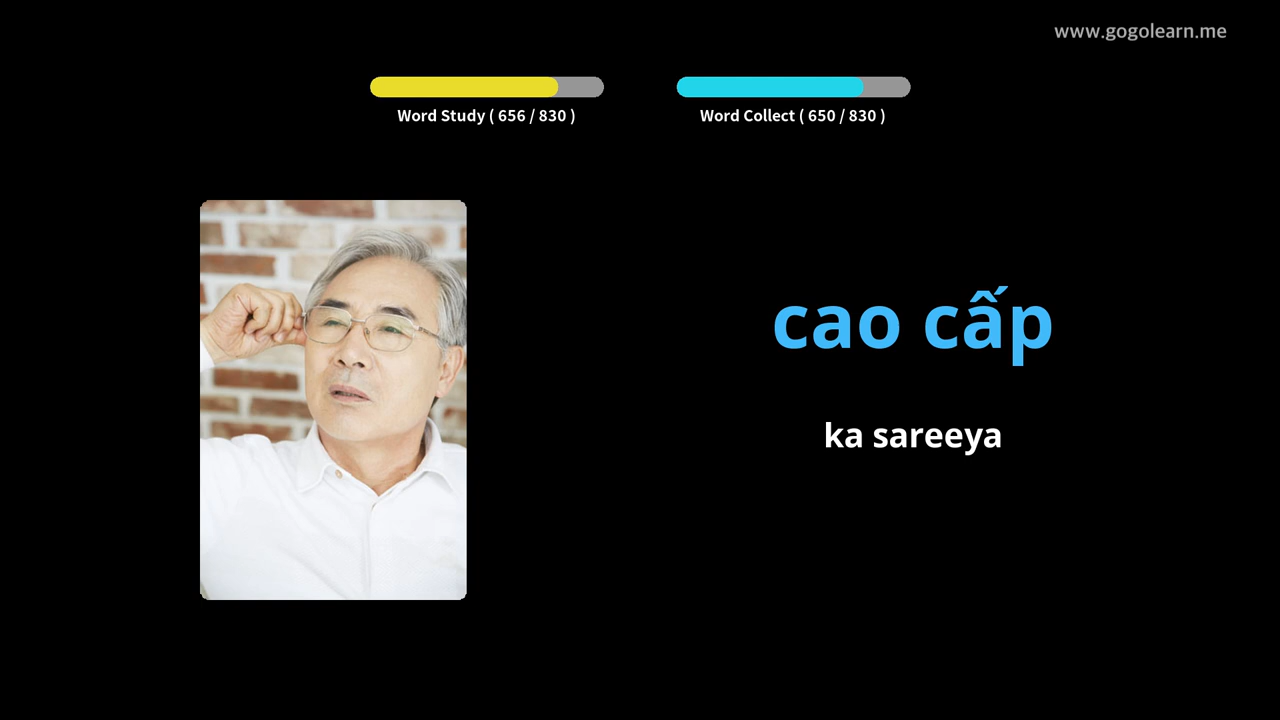 www.gogolearn.me
Word Study ( 656 / 830 )
Word Collect ( 650 / 830 )
cao cấp
ka sareeya